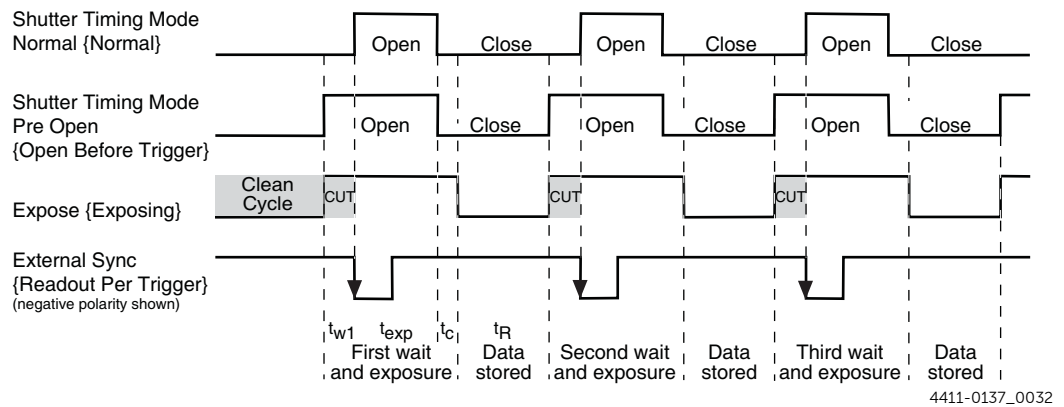 Shutter Timing Mode
Normal {Normal}
Open Close Open Close Open Close
Shutter Timing Mode
Pre Open
{Open Before Trigger}
Open Close Open Close Open Close
Clean
Cycle
CUT CUT CUT
Expose {Exposing}
External Sync
{Readout Per Trigger}
(negative polarity shown)
tw1 texp tc tR
First wait
and exposure
Data
stored
Second wait
and exposure
Data
stored
Third wait
and exposure
Data
stored
4411-0137_0032